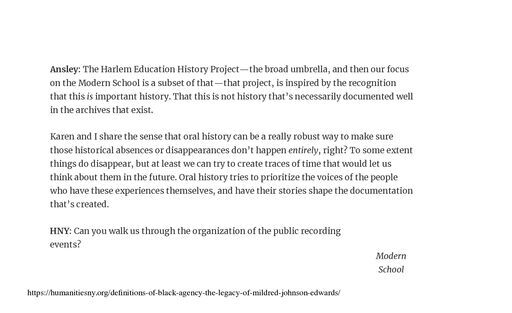 Ansley: The Harlem Education History Project—the broad umbrella, and then our focus
on the Modern School is a subset of that—that project, is inspired by the recognition
that this is important history. That this is not history that's necessarily documented well
in the archives that exist.
Karen and I share the sense that oral history can be a really robust way to make sure
those historical absences or disappearances don't happen entirely, right? To some extent
things do disappear, but at least we can try to create traces of time that would let us
think about them in the future. Oral history tries to prioritize the voices of the people
who have these experiences themselves, and have their stories shape the documentation
that's created.
HNY: Can you walk us through the organization of the public recording
events?
Modern
School
https://humanitiesny.org/definitions-of-black-agency-the-legacy-of-mildred-johnson-edwards/